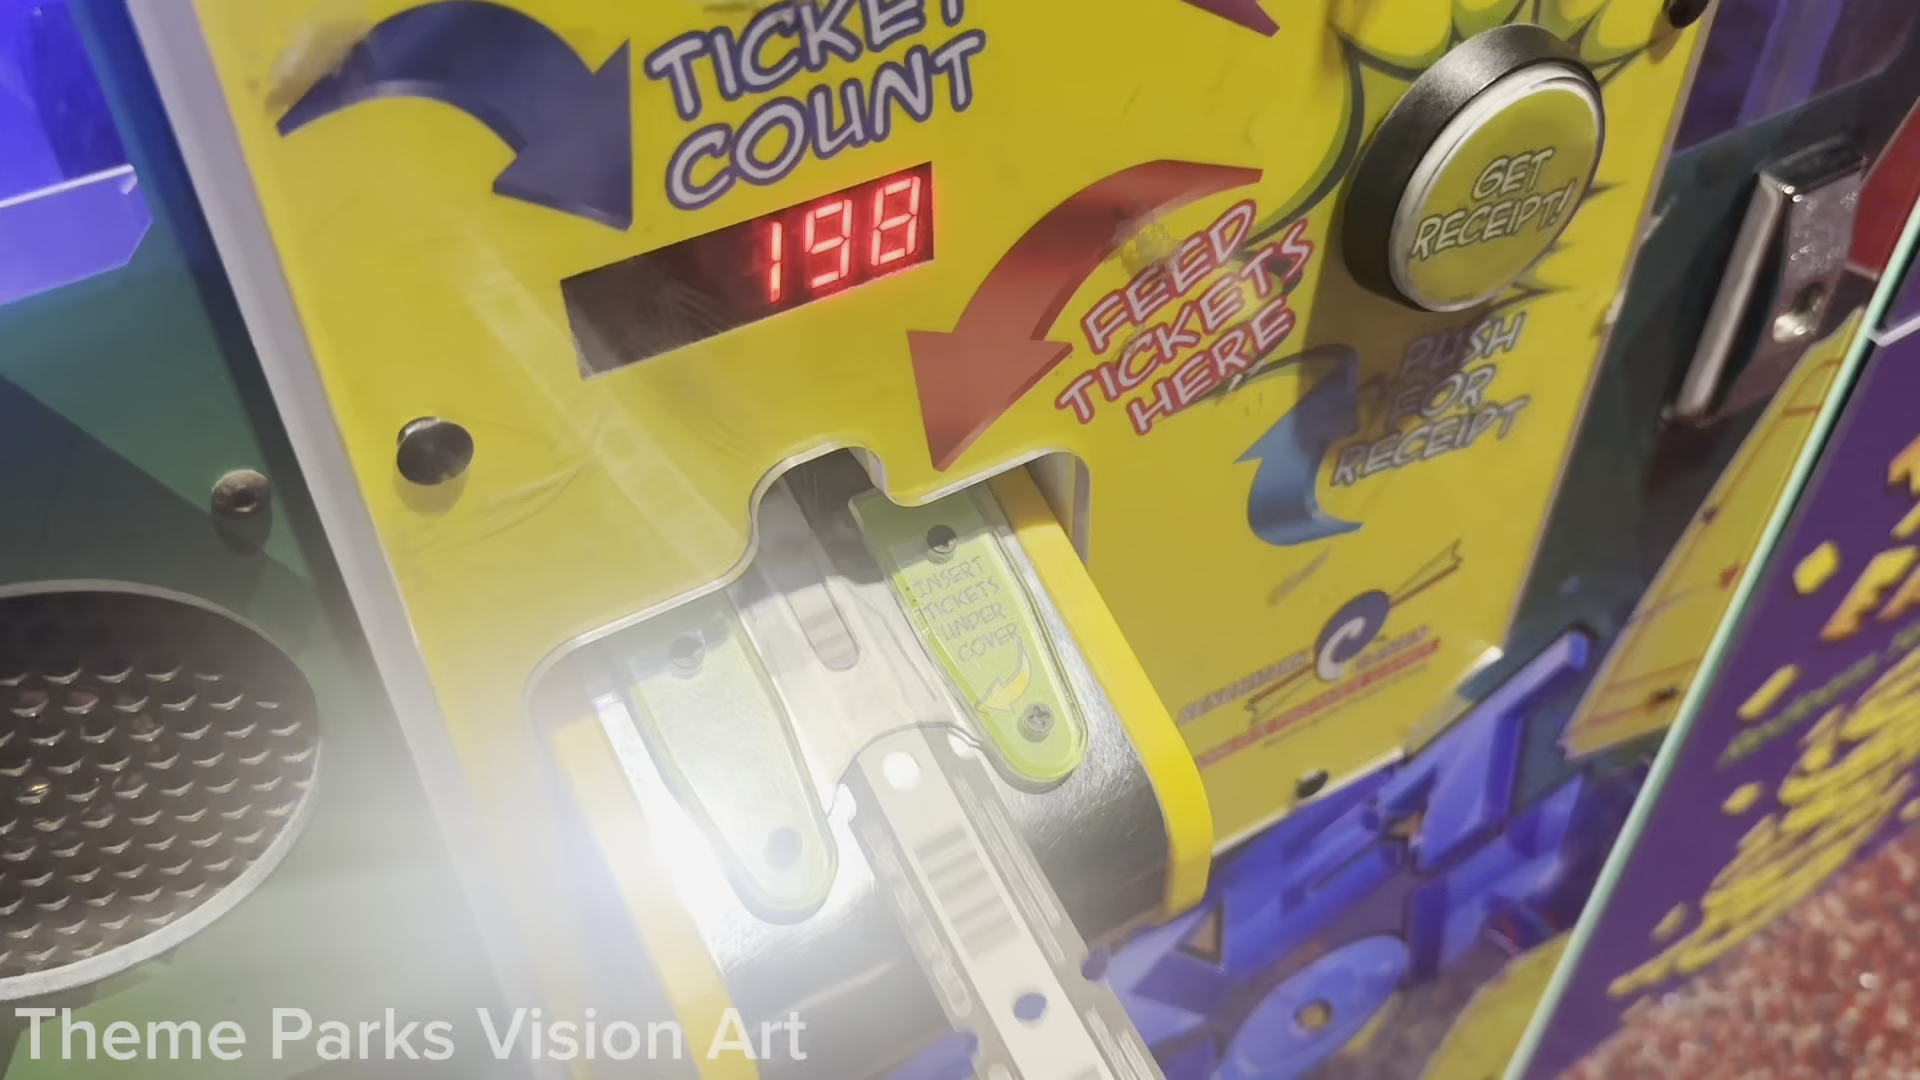 TICKET
COUNT
198
GET
RECEIPT!
FEED
TICKETS
HERE
PUSH
FOR
RECEIPT
INSERT
TICKETS
UNDER
COVER
C
Theme Parks Vision Art